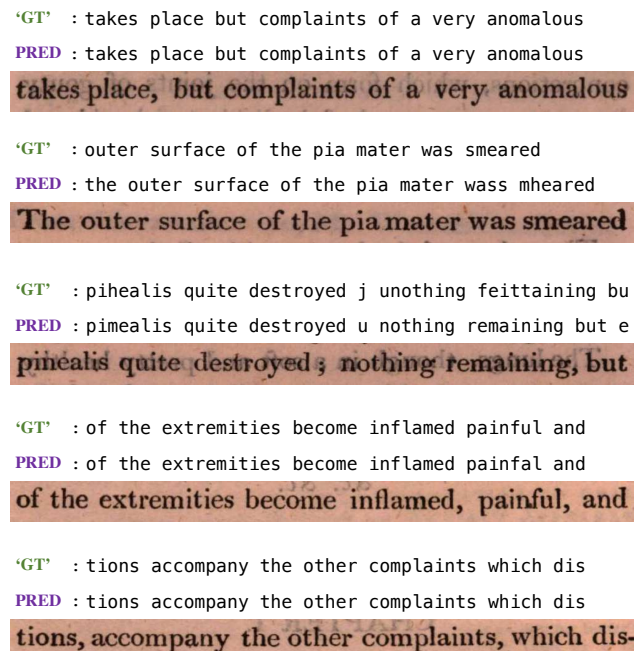 ‘GT’ : takes place but complaints of a very anomalous
PRED : takes place but complaints of a very anomalous
takes place, but complaints of a very anomalous
‘GT’ : outer surface of the pia mater was smeared
PRED : the outer surface of the pia mater wass mheared
The outer surface of the pia mater was smeared
‘GT’ : pihealis quite destroyed j unothing feittaining bu
PRED : pimealis quite destroyed u nothing remaining but e
pinealis quite destroyed; nothing remaining, but
‘GT’ : of the extremities become inflamed painful and
PRED : of the extremities become inflamed painfal and
of the extremities become inflamed, painful, and
‘GT’ : tions accompany the other complaints which dis
PRED : tions accompany the other complaints which dis
tions, accompany the other complaints, which dis-